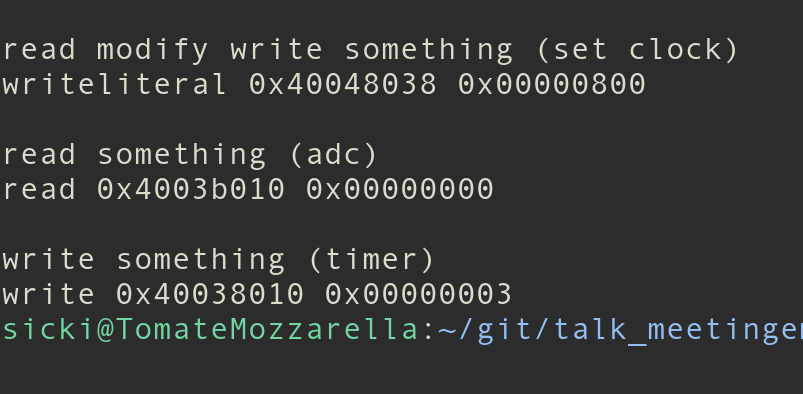 read modify write something (set clock)
writeliteral 0x40048038 0x00000800
read something (adc)
read 0x4003b010 0x00000000
write something (timer)
write 0x40038010 0x00000003
sicki@TomateMozzarella:~/git/talk_meetinge